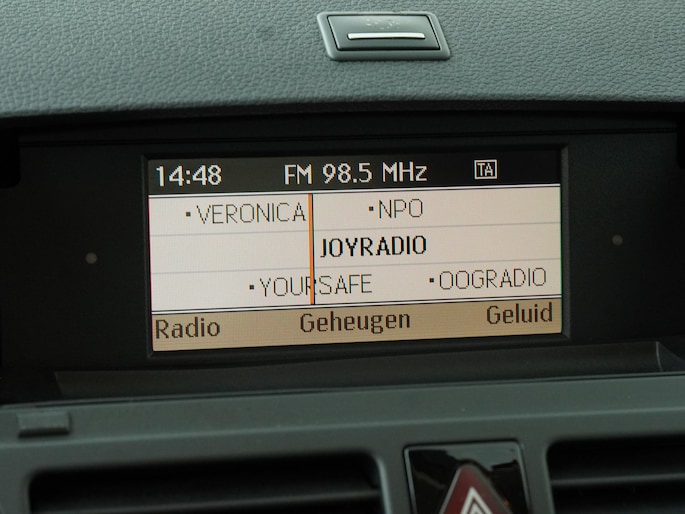 14:48 FM 98.5 MHz TA
▪VERONICA ▪NPO
JOYRADIO
▪YOURSAFE ▪OOGRADIO
Radio Geheugen Geluid